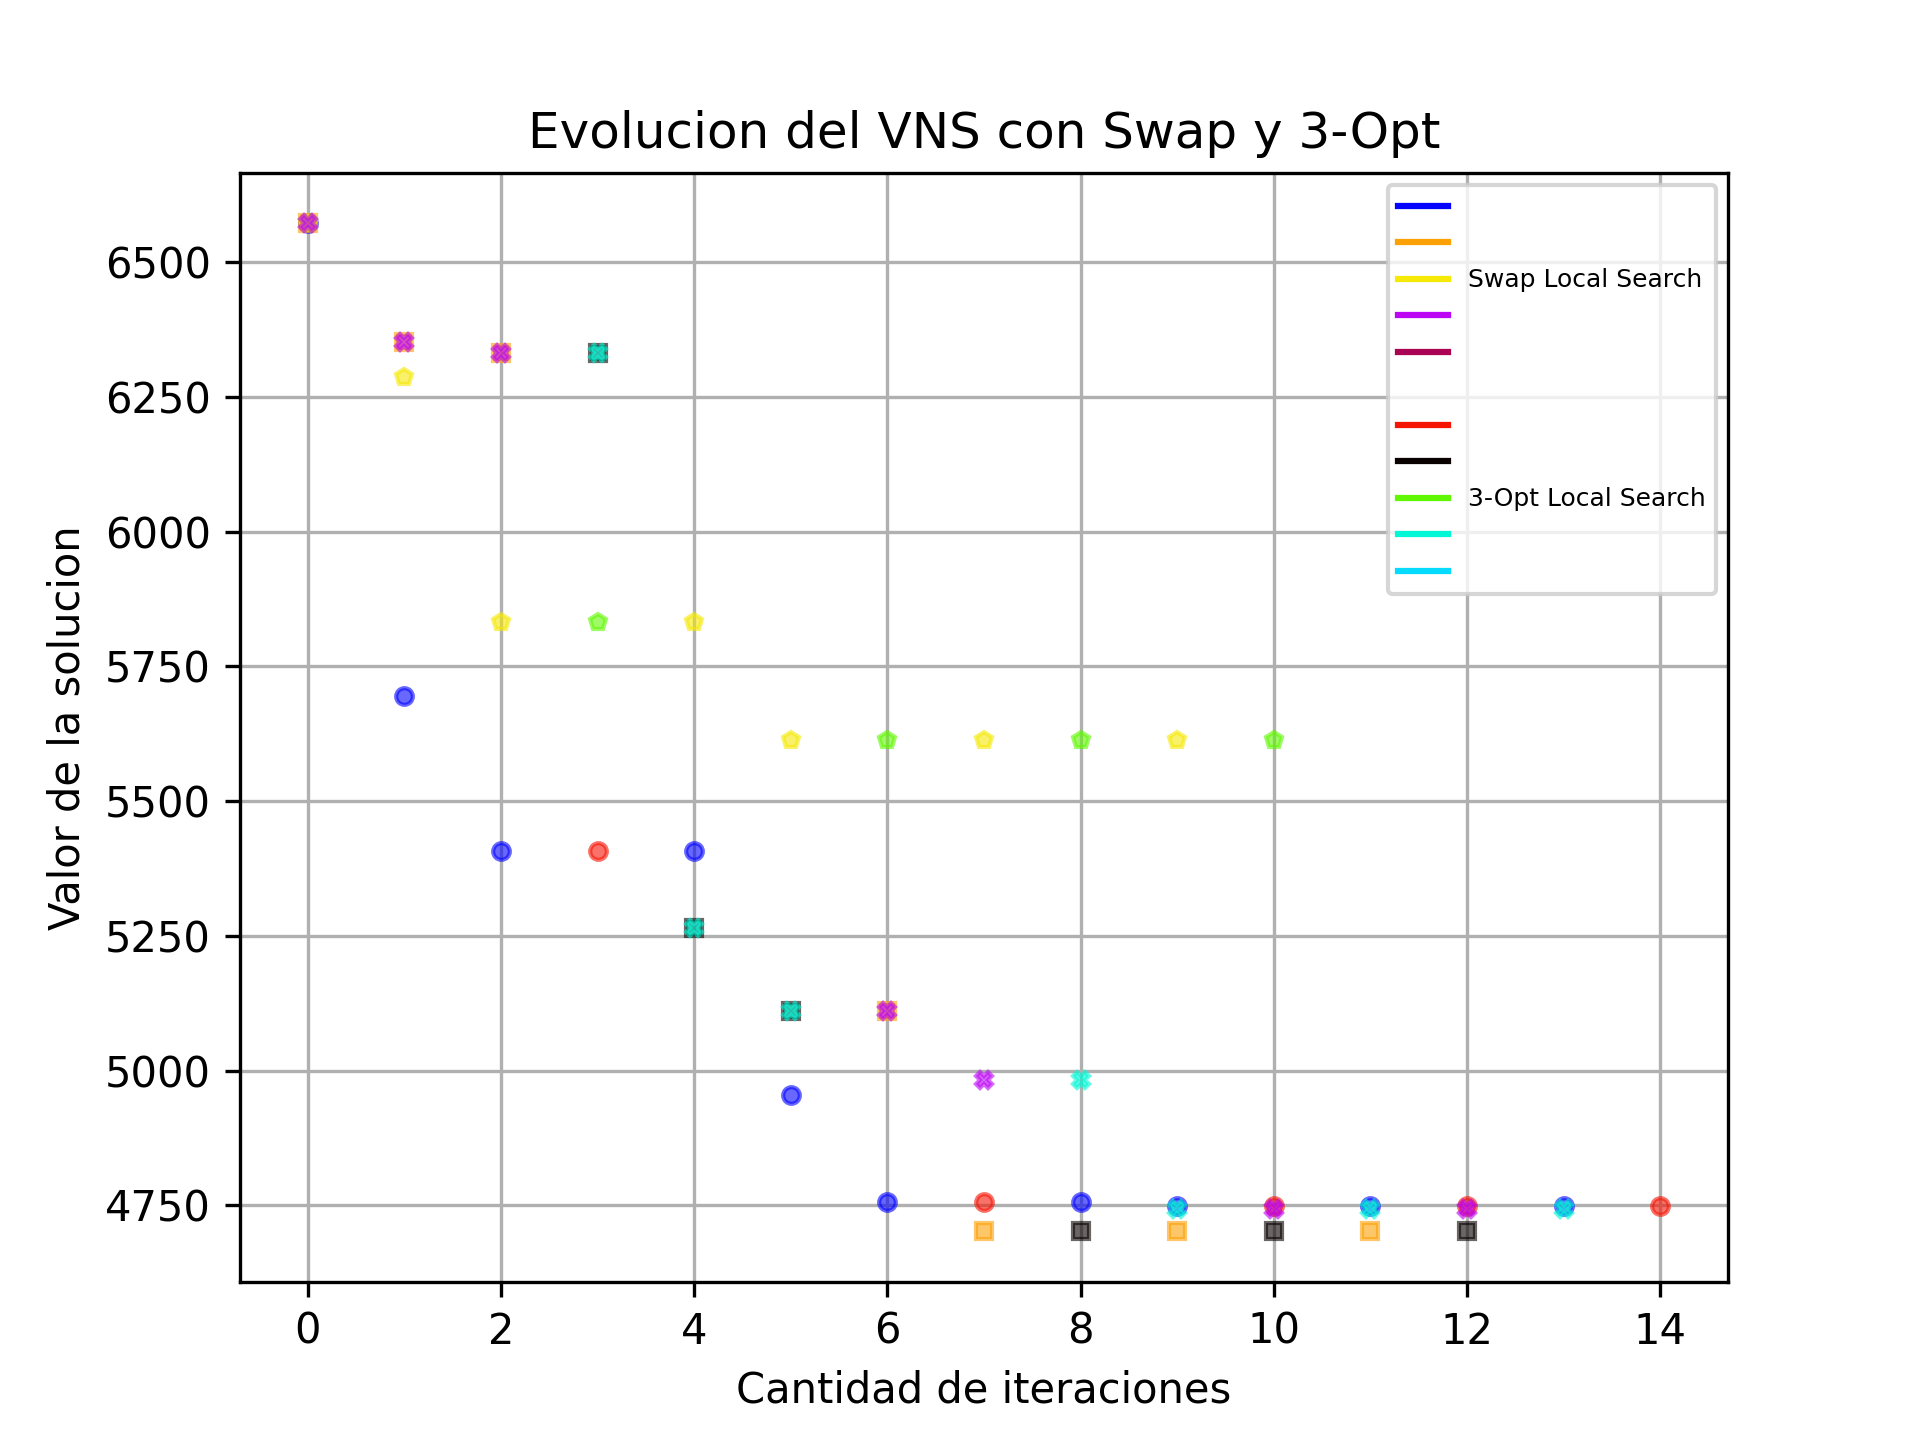 Evolucion del VNS con Swap y 3-Opt
Valor de la solucion
6500
6250
6000
5750
5500
5250
5000
4750
Swap Local Search
3-Opt Local Search
0 2 4 6 8 10 12 14
Cantidad de iteraciones